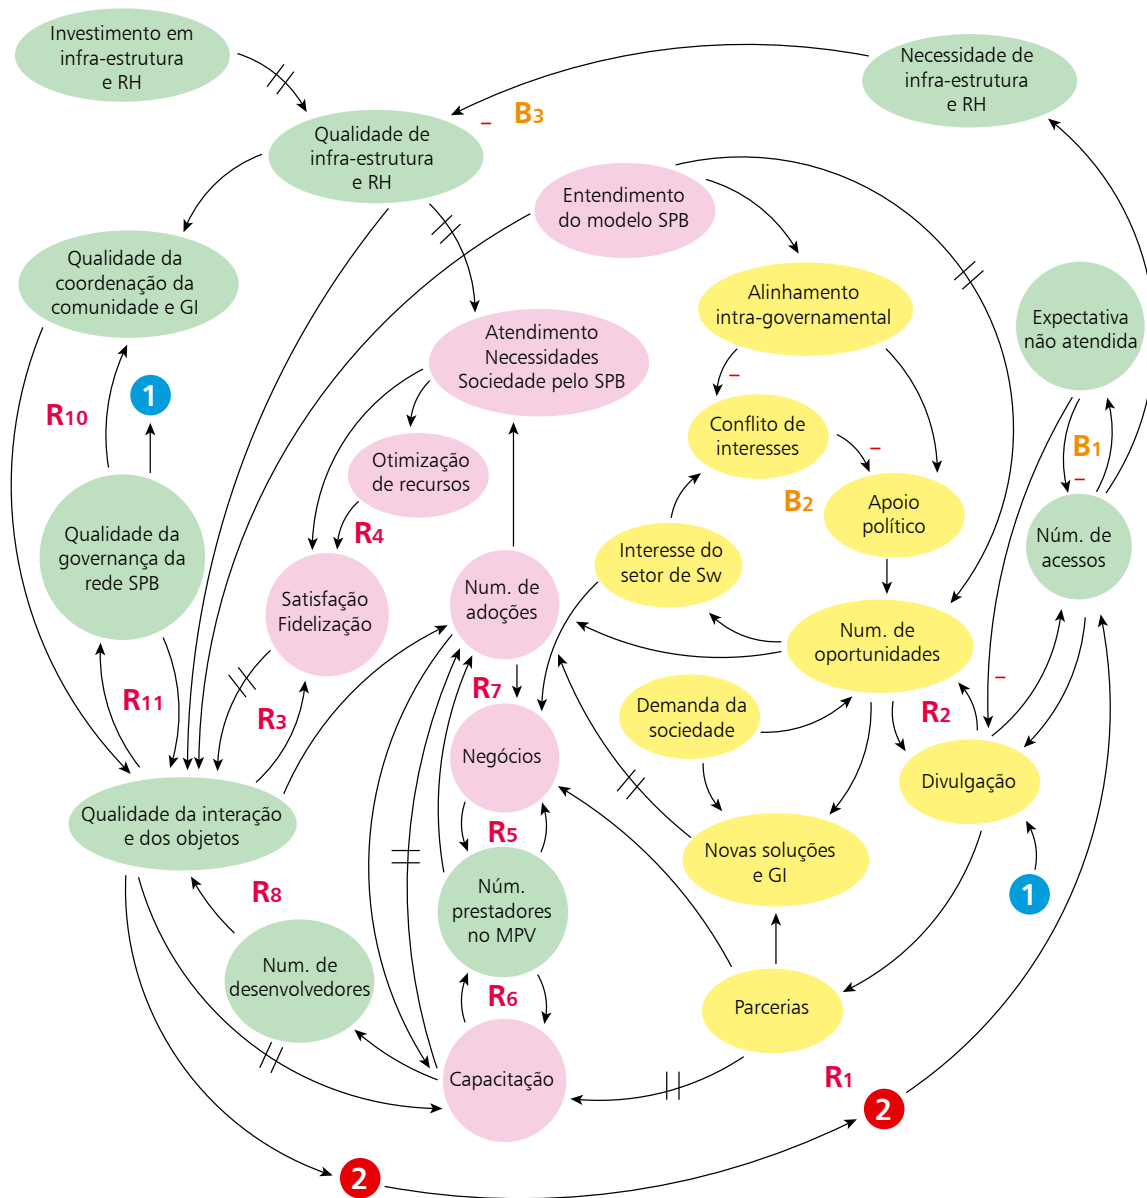 Investimento em
infra-estrutura
e RH
Necessidade de
infra-estrutura
e RH
–
B3
Qualidade de
infra-estrutura
e RH
Entendimento
do modelo SPB
Qualidade da
coordenação da
comunidade e GI
Alinhamento
intra-governamental
Expectativa
não atendida
Atendimento
Necessidades
Sociedade pelo SPB
–
1
R10
Conflito de
interesses
–
B1
–
Otimização
de recursos
B2
Apoio
político
R4
Qualidade da
governança da
rede SPB
Interesse do
setor de Sw
Núm. de
acessos
Satisfação
Fidelização
Num. de
adoções
Num. de
oportunidades
R11
R3
R7
–
R2
Demanda da
sociedade
Negócios
Divulgação
Qualidade da interação
e dos objetos
R5
Novas soluções
e GI
R8
Núm.
prestadores
no MPV
1
Num. de
desenvolvedores
R6
Parcerias
Capacitação
R1
2
2